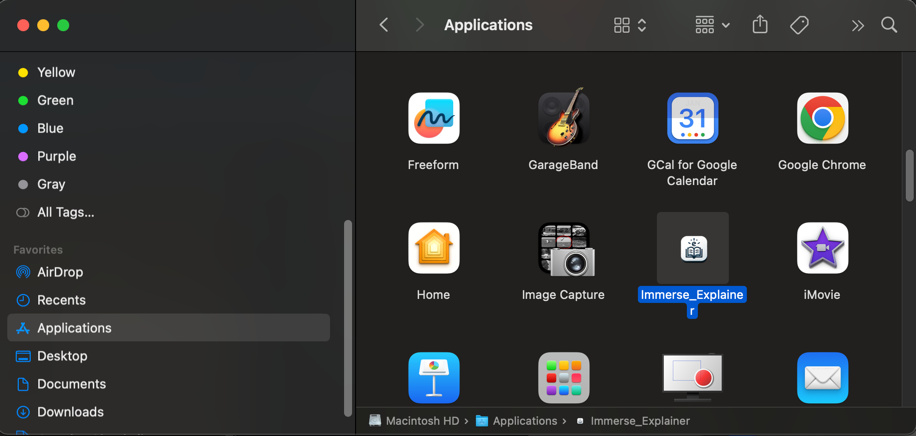 Applications
Yellow
Green
Blue
Purple
Gray
All Tags...
Favorites
AirDrop
Recents
Applications
Desktop
Documents
Downloads
Freeform
GarageBand
31
GCal for Google
Calendar
Google Chrome
Home
Image Capture
Immerse_Explaine
r
iMovie
Macintosh HD › Applications › Immerse_Explainer